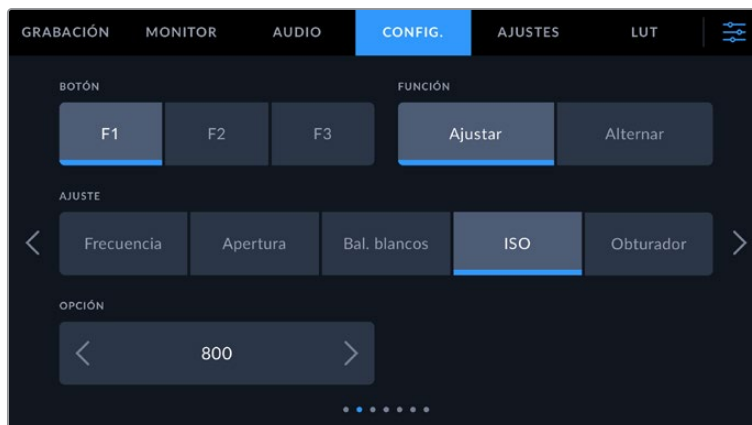 GRABACIÓN MONITOR AUDIO CONFIG. AJUSTES LUT
BOTÓN FUNCIÓN
F1 F2 F3 Ajustar Alternar
AJUSTE
Frecuencia Apertura Bal. blancos ISO Obturador
OPCIÓN
800